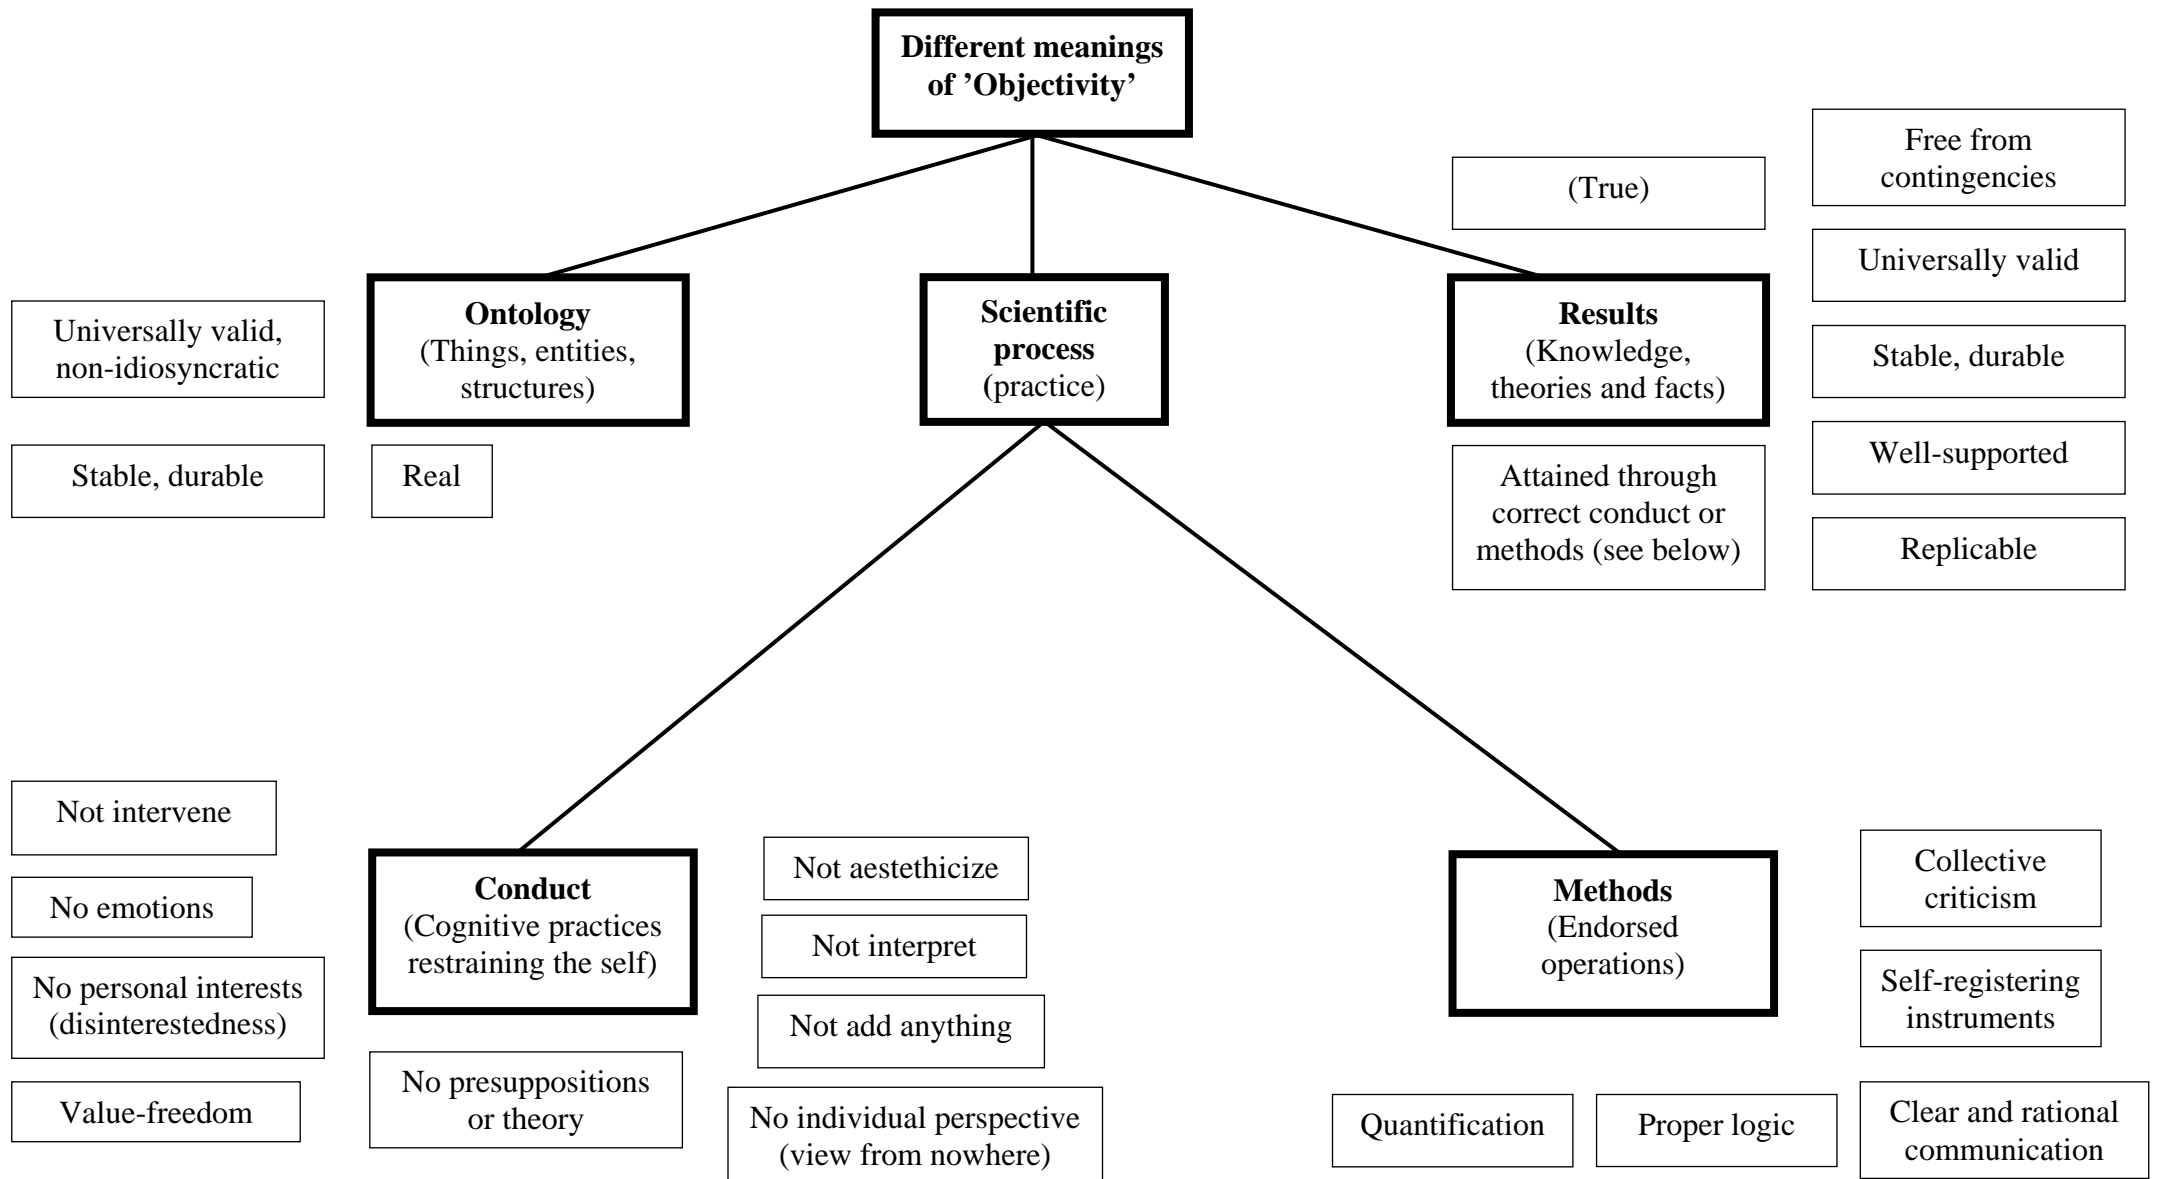 Different meanings
of ’Objectivity’
(True)
Free from
contingencies
Universally valid
Stable, durable
Well-supported
Replicable
Universally valid,
non-idiosyncratic
Stable, durable
Ontology
(Things, entities,
structures)
Real
Scientific
process
(practice)
Results
(Knowledge,
theories and facts)
Attained through
correct conduct or
methods (see below)
Not intervene
No emotions
No personal interests
(disinterestedness)
Value-freedom
Conduct
(Cognitive practices
restraining the self)
No presuppositions
or theory
Not aestethicize
Not interpret
Not add anything
No individual perspective
(view from nowhere)
Methods
(Endorsed
operations)
Quantification
Proper logic
Collective
criticism
Self-registering
instruments
Clear and rational
communication